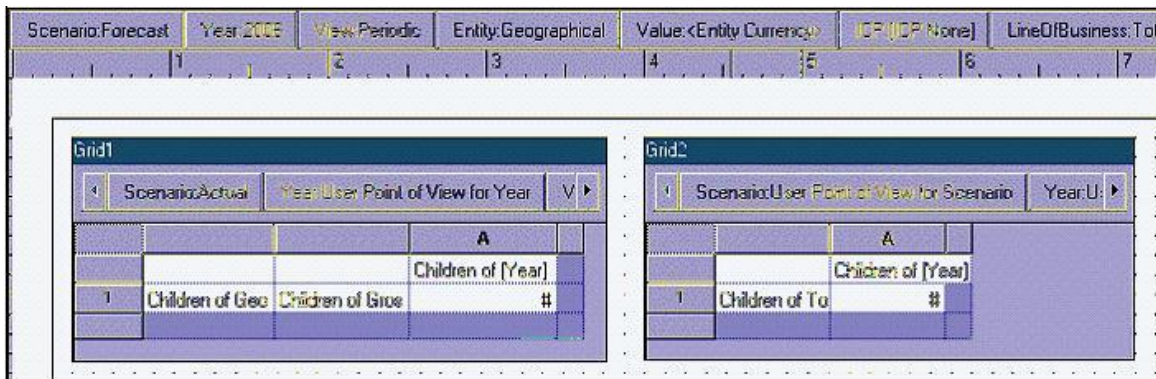 Scenario:Forecast Year:2005 View:Periodic Entity:Geographical Value:<Entity Currency> ICP:[ICP None] LineOfBusiness:Tot
1 2 3 4 5 6 7
Grid1 Grid2
Scenario:Actual Year:User Point of View for Year V
Scenario:User Point of View for Scenario Year:Us
A A
Children of [Year] Children of [Year]
1 Children of Geo Children of Gros #
1 Children of To #